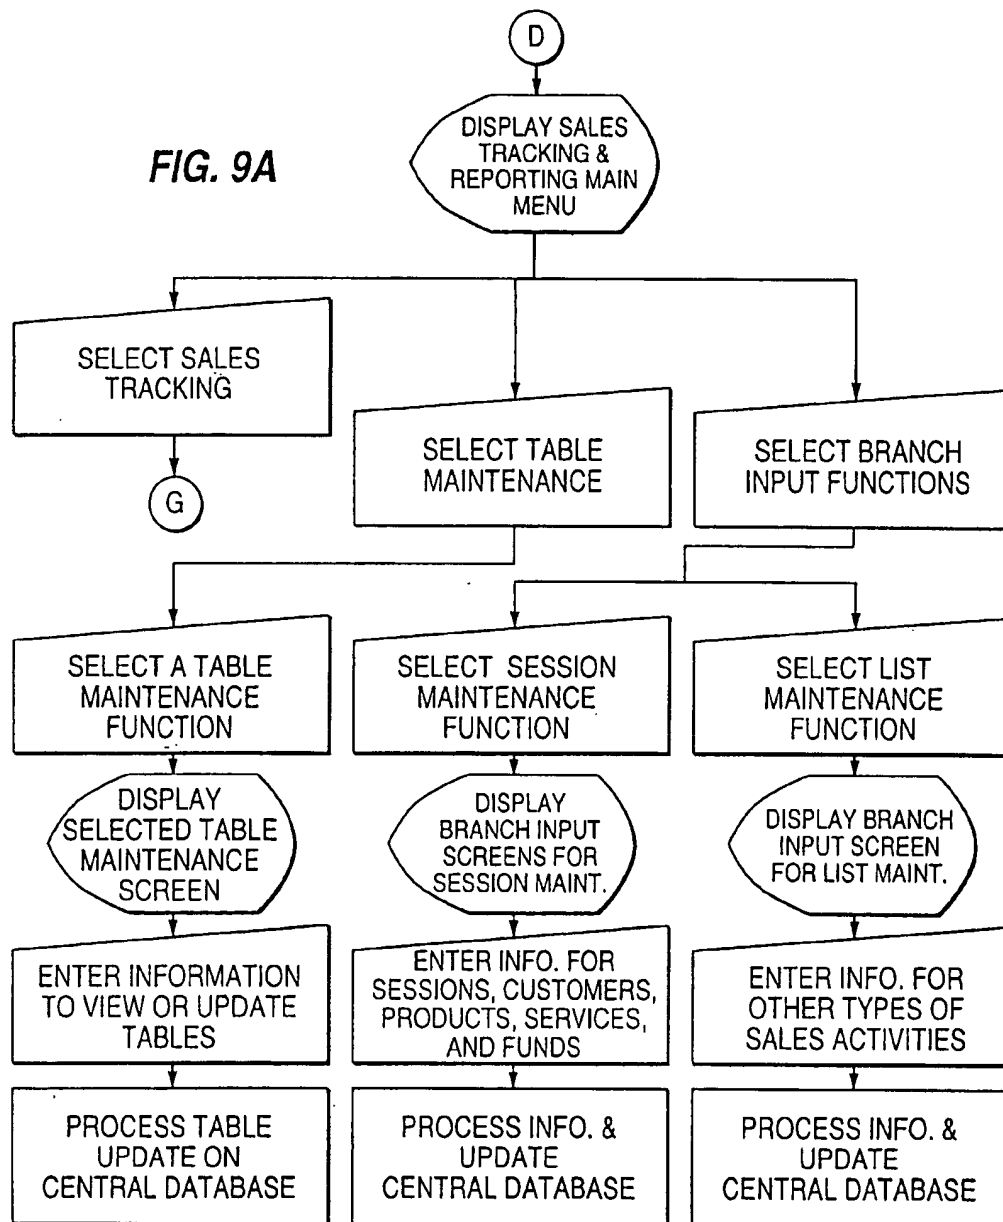 D
DISPLAY SALES
TRACKING &
REPORTING MAIN
MENU
FIG. 9A
SELECT SALES
TRACKING
G
SELECT TABLE
MAINTENANCE
SELECT BRANCH
INPUT FUNCTIONS
SELECT A TABLE
MAINTENANCE
FUNCTION
SELECT SESSION
MAINTENANCE
FUNCTION
SELECT LIST
MAINTENANCE
FUNCTION
DISPLAY
SELECTED TABLE
MAINTENANCE
SCREEN
DISPLAY
BRANCH INPUT
SCREENS FOR
SESSION MAINT.
DISPLAY BRANCH
INPUT SCREEN
FOR LIST MAINT.
ENTER INFORMATION
TO VIEW OR UPDATE
TABLES
ENTER INFO. FOR
SESSIONS, CUSTOMERS,
PRODUCTS, SERVICES,
AND FUNDS
ENTER INFO. FOR
OTHER TYPES OF
SALES ACTIVITIES
PROCESS TABLE
UPDATE ON
CENTRAL DATABASE
PROCESS INFO. &
UPDATE
CENTRAL DATABASE
PROCESS INFO. &
UPDATE
CENTRAL DATABASE